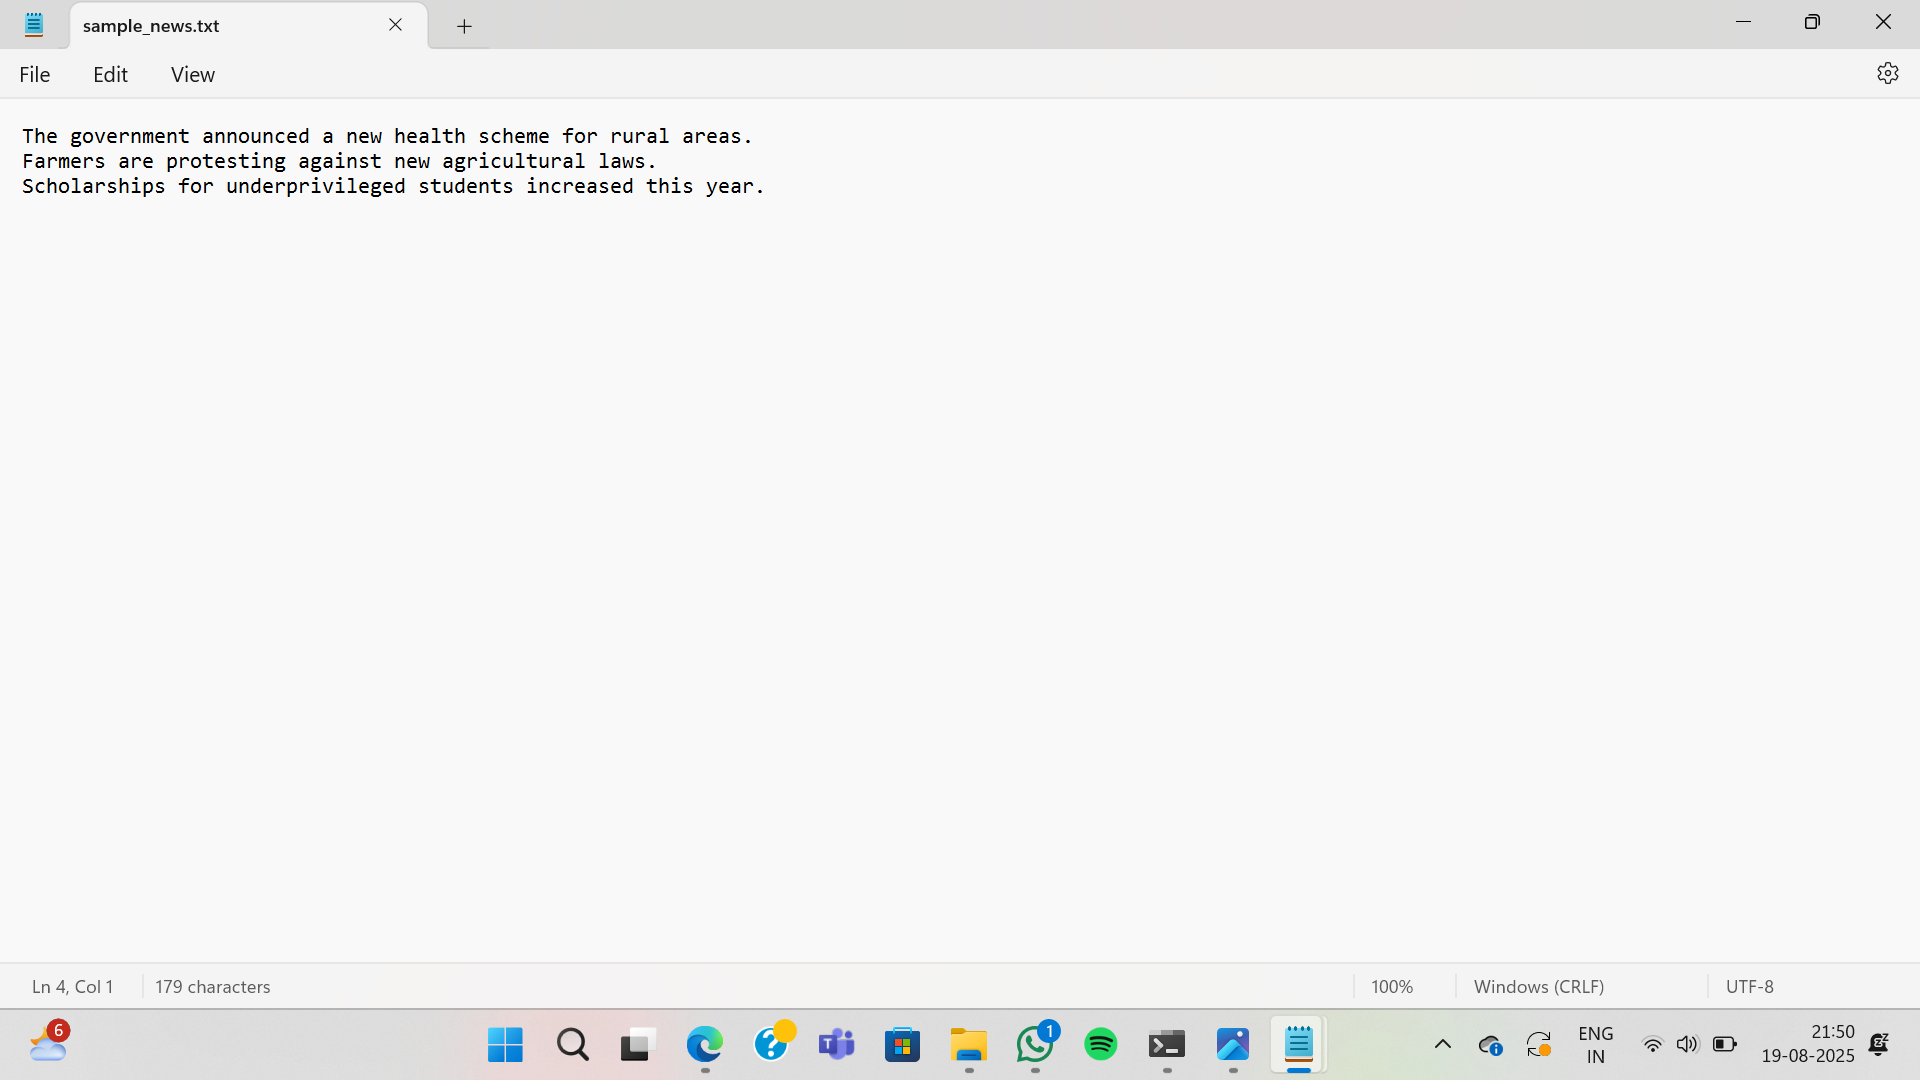 sample_news.txt
File Edit View
The government announced a new health scheme for rural areas.
Farmers are protesting against new agricultural laws.
Scholarships for underprivileged students increased this year.
Ln 4, Col 1 179 characters 100% Windows (CRLF) UTF-8
6 1 ENG 21:50
IN 19-08-2025